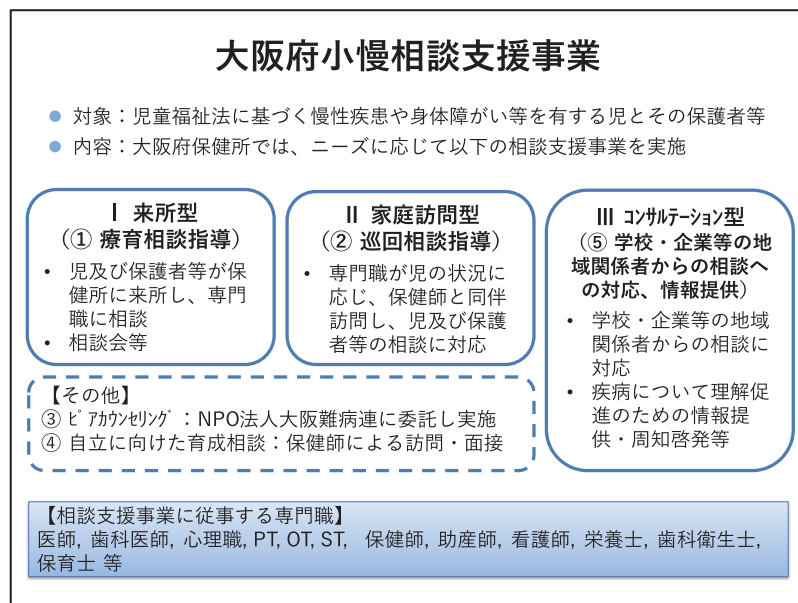 大阪府小慢相談支援事業
● 対象：児童福祉法に基づく慢性疾患や身体障がい等を有する児とその保護者等
● 内容：大阪府保健所では、ニーズに応じて以下の相談支援事業を実施
Ⅰ 来所型
（① 療育相談指導）
• 児及び保護者等が保
健所に来所し、専門
職に相談
• 相談会等
Ⅱ 家庭訪問型
（② 巡回相談指導）
• 専門職が児の状況に
応じ、保健師と同伴
訪問し、児及び保護
者等の相談に対応
Ⅲ ｺﾝｻﾙﾃｰｼｮﾝ型
（⑤ 学校・企業等の地
域関係者からの相談へ
の対応、情報提供）
• 学校・企業等の地域
関係者からの相談に
対応
• 疾病について理解促
進のための情報提
供・周知啓発等
【その他】
③ ﾋﾟｱｶｳﾝｾﾘﾝｸﾞ：NPO法人大阪難病連に委託し実施
④ 自立に向けた育成相談：保健師による訪問・面接
【相談支援事業に従事する専門職】
医師, 歯科医師, 心理職, PT, OT, ST, 保健師, 助産師, 看護師, 栄養士, 歯科衛生士,
保育士 等